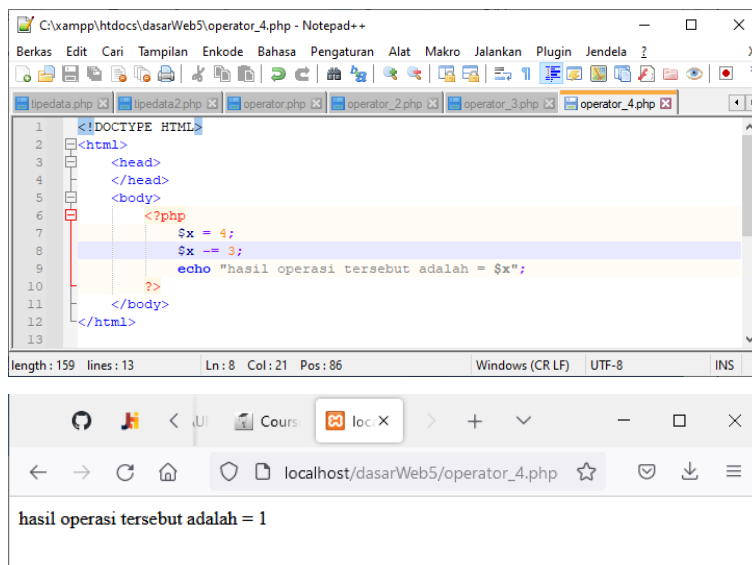 C:\xampp\htdocs\dasarWeb5\operator_4.php - Notepad++
Berkas Edit Cari Tampilan Enkode Bahasa Pengaturan Alat Makro Jalankan Plugin Jendela ?
tipedata.php tipedata2.php operator.php operator_2.php operator_3.php operator_4.php
1 <!DOCTYPE HTML>
2 <html>
3 <head>
4 </head>
5 <body>
6 <?php
7 $x = 4;
8 $x -= 3;
9 echo "hasil operasi tersebut adalah = $x";
10 ?>
11 </body>
12 </html>
13
length : 159 lines : 13 Ln : 8 Col : 21 Pos : 86 Windows (CR LF) UTF-8 INS
Cours loc
localhost/dasarWeb5/operator_4.php
hasil operasi tersebut adalah = 1